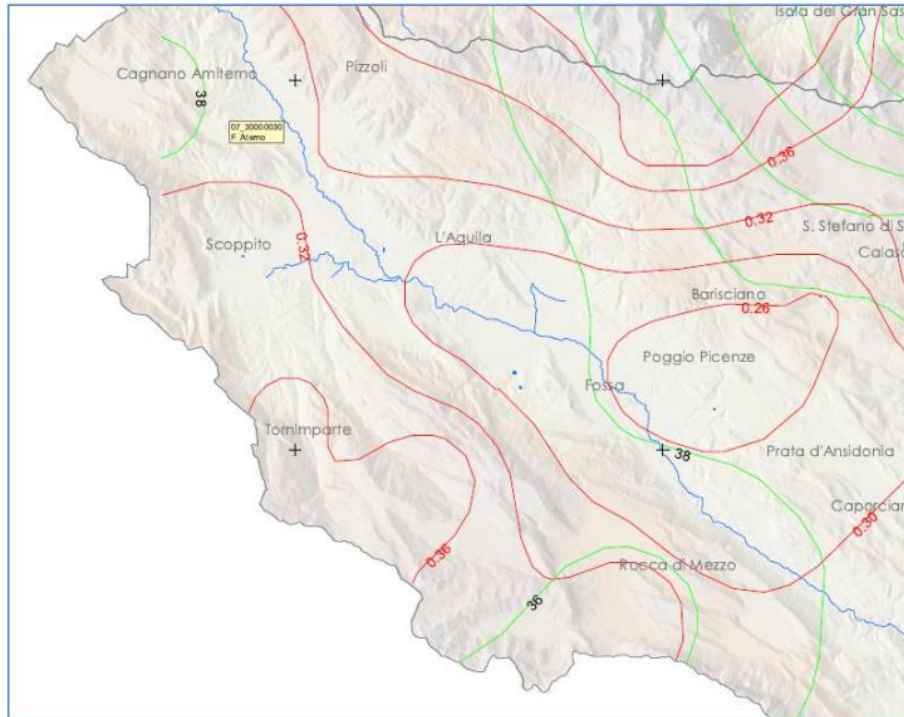 Isola del Gran Sas
Cagnano Amiterno
Pizzoli
38
07_30000030
F. Aterno
0.36
0.32
S. Stefano di S
Scoppito
0.32
L'Aquila
Calasc
Barisciano
0.26
Poggio Picenze
Fossa
Tornimparte
38
Prata d'Ansidonia
Caporcian
0.30
0.36
Rocca di Mezzo
36